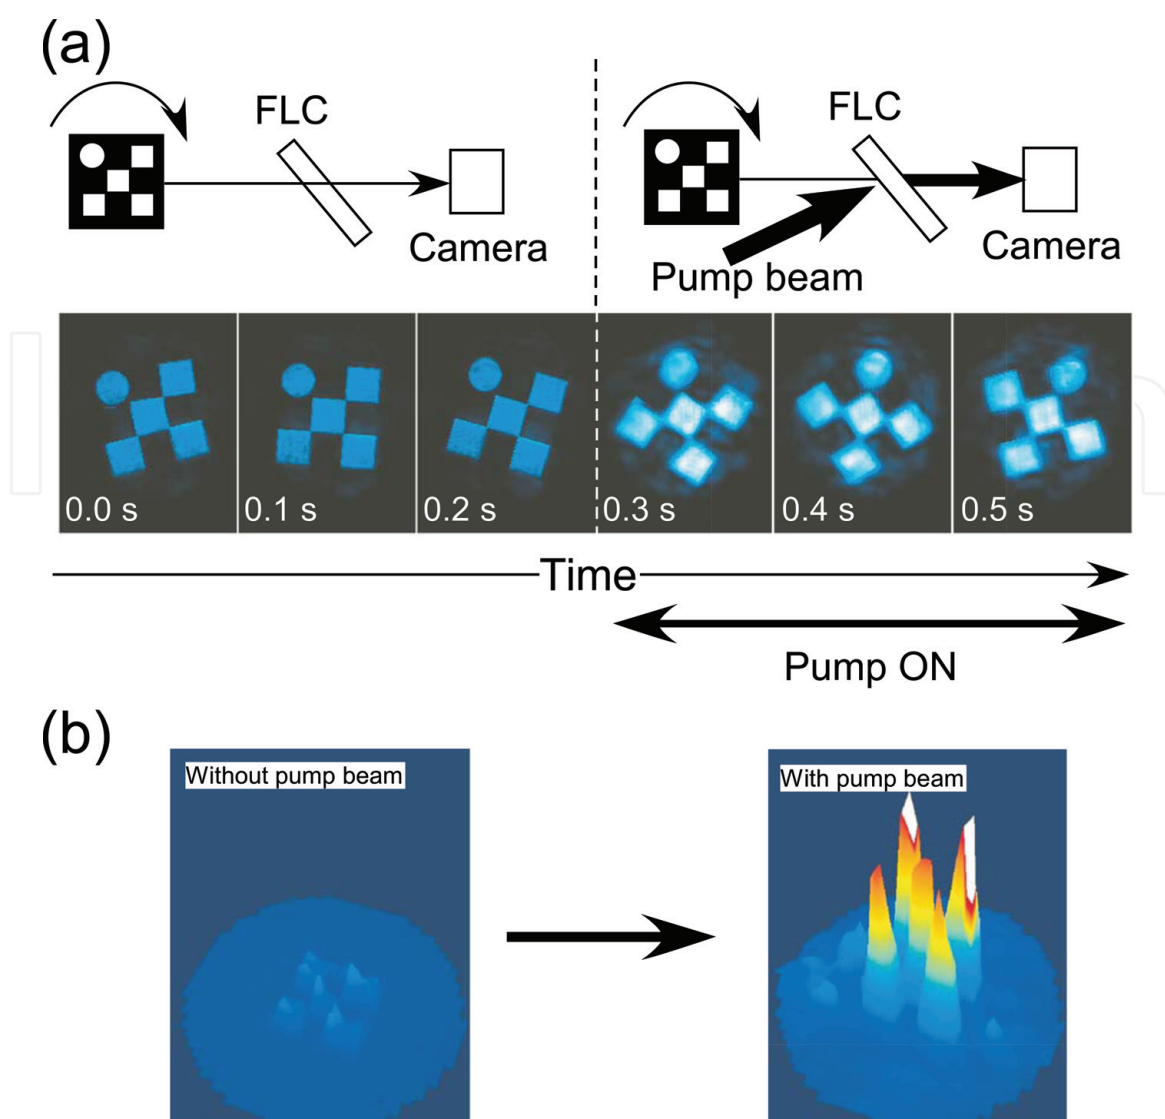 (a)
FLC
Camera
FLC
Pump beam
Camera
0.0 s
0.1 s
0.2 s
0.3 s
0.4 s
0.5 s
Time
Pump ON
(b)
Without pump beam
With pump beam